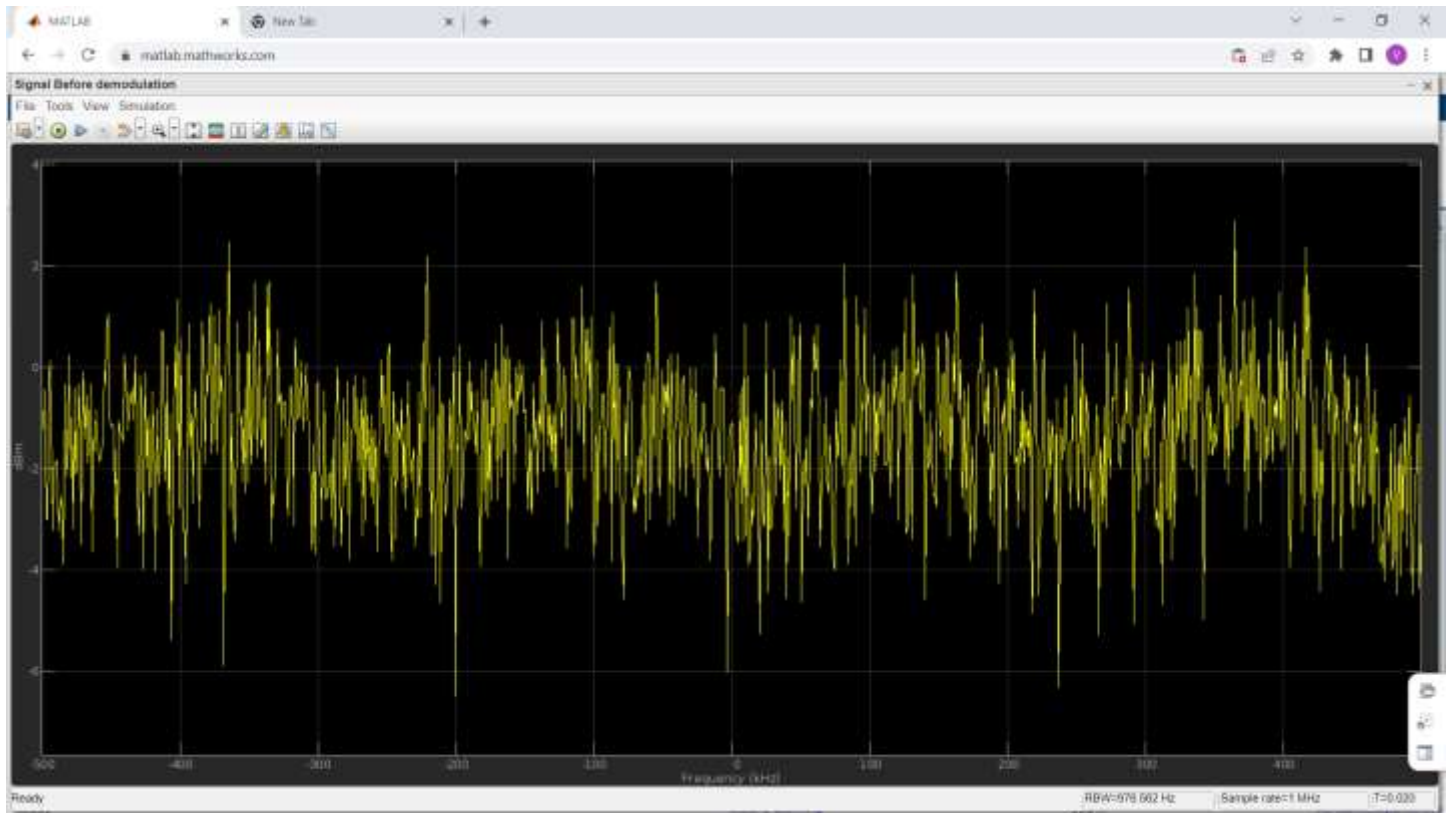 MATLAB New Tab
matlab.mathworks.com
Signal Before demodulation
File Tools View Simulation
4
2
0
dBm
-2
-4
-6
-500 -400 -300 -200 -100 0 100 200 300 400
Frequency (kHz)
Ready RBW=976.562 Hz Sample rate=1 MHz T=0.020